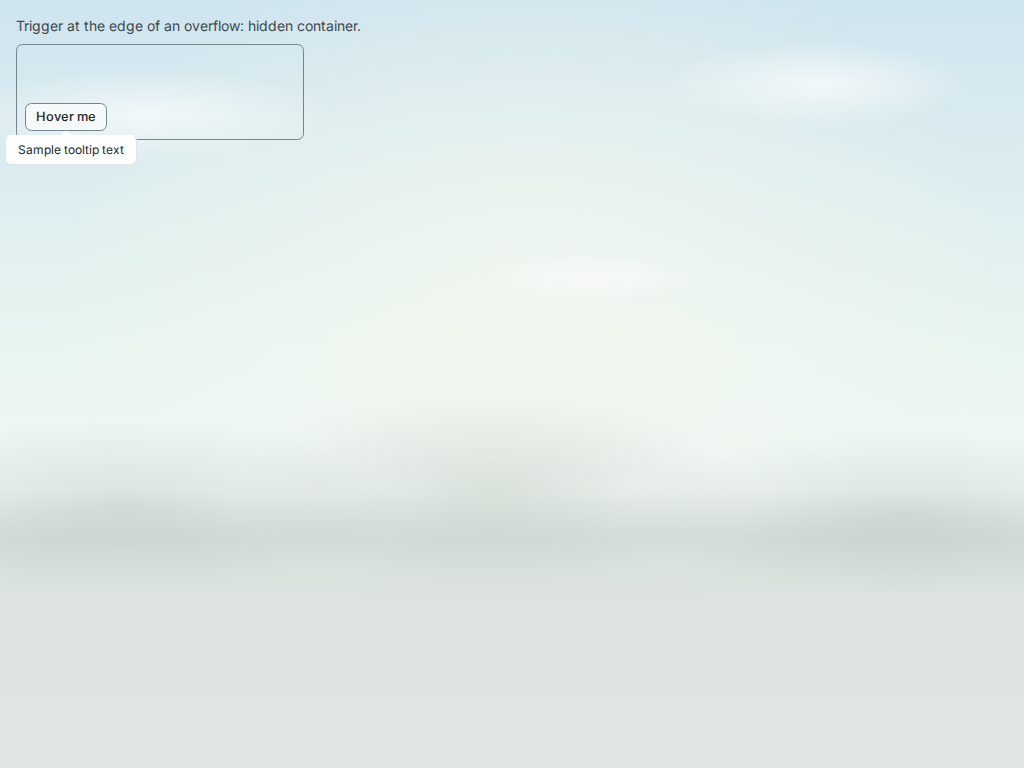 Trigger at the edge of an overflow: hidden container.
Hover me
Sample tooltip text